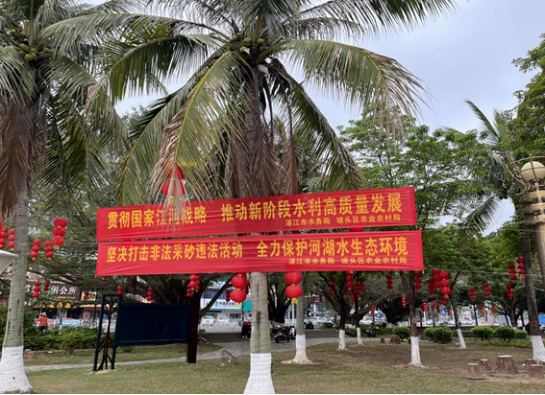 贯彻国家江河战略 推动新阶段水利高质量发展
湛江市水务局 坡头区农业农村局
坚决打击非法采砂违法活动 全力保护河湖水生态环境
湛江市水务局 坡头区农业农村局